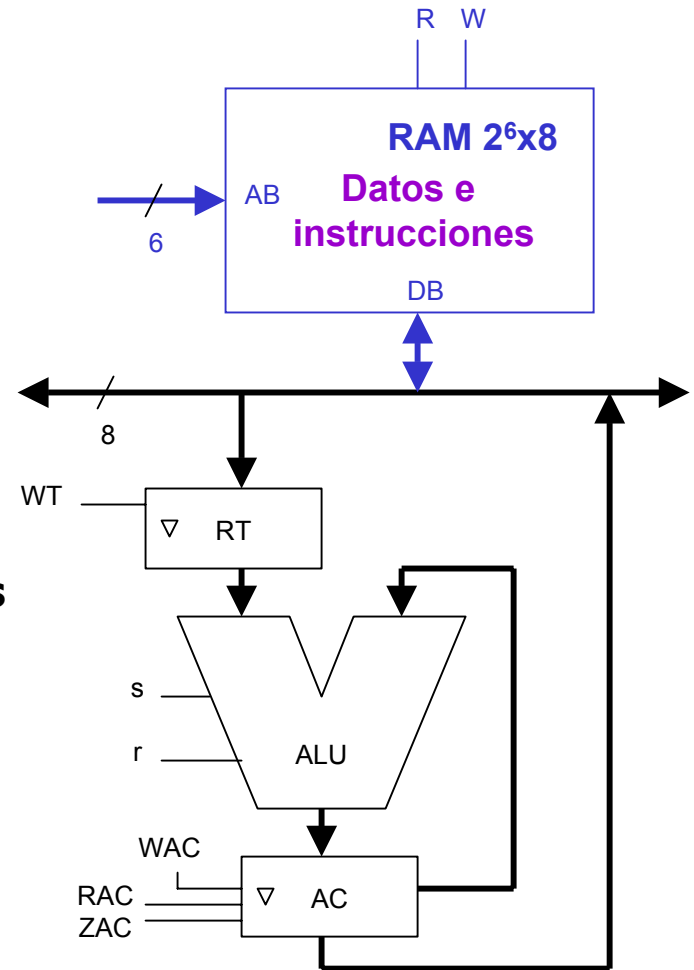 R W
RAM 2⁶x8
AB
Datos e
instrucciones
6
DB
8
WT
RT
s
s
r
ALU
WAC
RAC
AC
ZAC